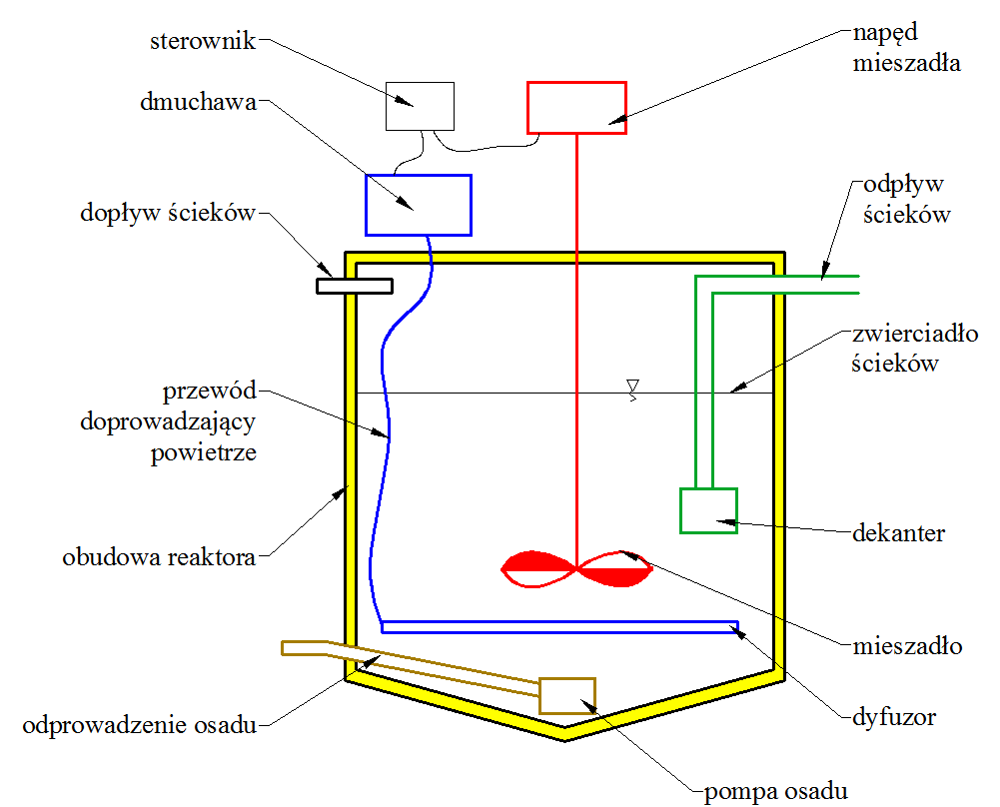 sterownik
dmuchawa
dopływ ścieków
przewód
doprowadzający
powietrze
obudowa reaktora
odprowadzenie osadu
napęd
mieszadła
odpływ
ścieków
zwierciadło
ścieków
dekanter
mieszadło
dyfuzor
pompa osadu